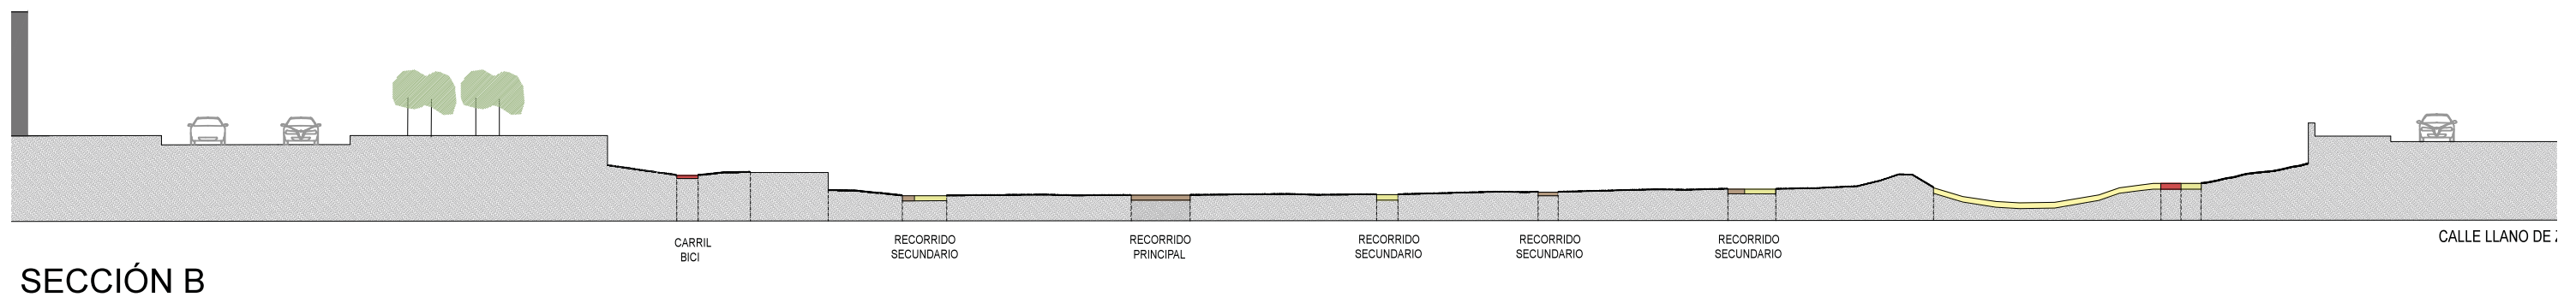 CARRIL
BICI
RECORRIDO
SECUNDARIO
RECORRIDO
PRINCIPAL
RECORRIDO
SECUNDARIO
RECORRIDO
SECUNDARIO
RECORRIDO
SECUNDARIO
CALLE LLANO DE
SECCIÓN B